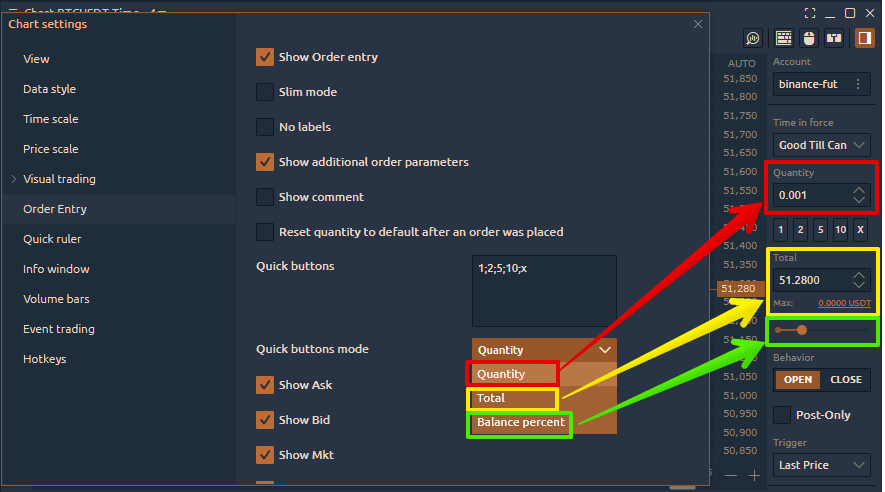 Chart settings
View
Data style
Time scale
Price scale
Visual trading
Order Entry
Quick ruler
Info window
Volume bars
Event trading
Hotkeys
Show Order entry
Slim mode
No labels
Show additional order parameters
Show comment
Reset quantity to default after an order was placed
Quick buttons
1;2;5;10;x
Quick buttons mode
Quantity
Quantity
Total
Balance percent
Show Ask
Show Bid
Show Mkt
AUTO
51,850
51,800
51,750
51,700
51,650
51,600
51,550
51,450
51,400
51,350
51,300
51,280
51,150
51,100
51,050
51,000
50,950
50,900
50,850
Account
binance-fut
Time in force
Good Till Can
Quantity
0.001
1 2 5 10 X
Total
51.2800
Max: 0.0000 USDT
Behavior
OPEN CLOSE
Post-Only
Trigger
Last Price